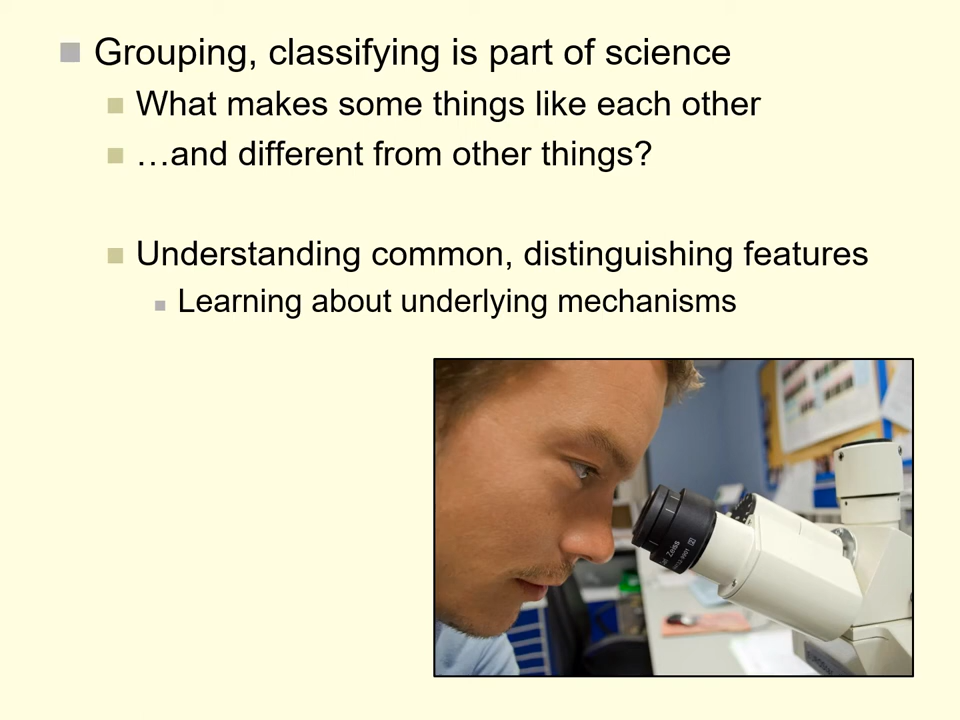 Grouping, classifying is part of science
What makes some things like each other
…and different from other things?
Understanding common, distinguishing features
Learning about underlying mechanisms
Zeiss